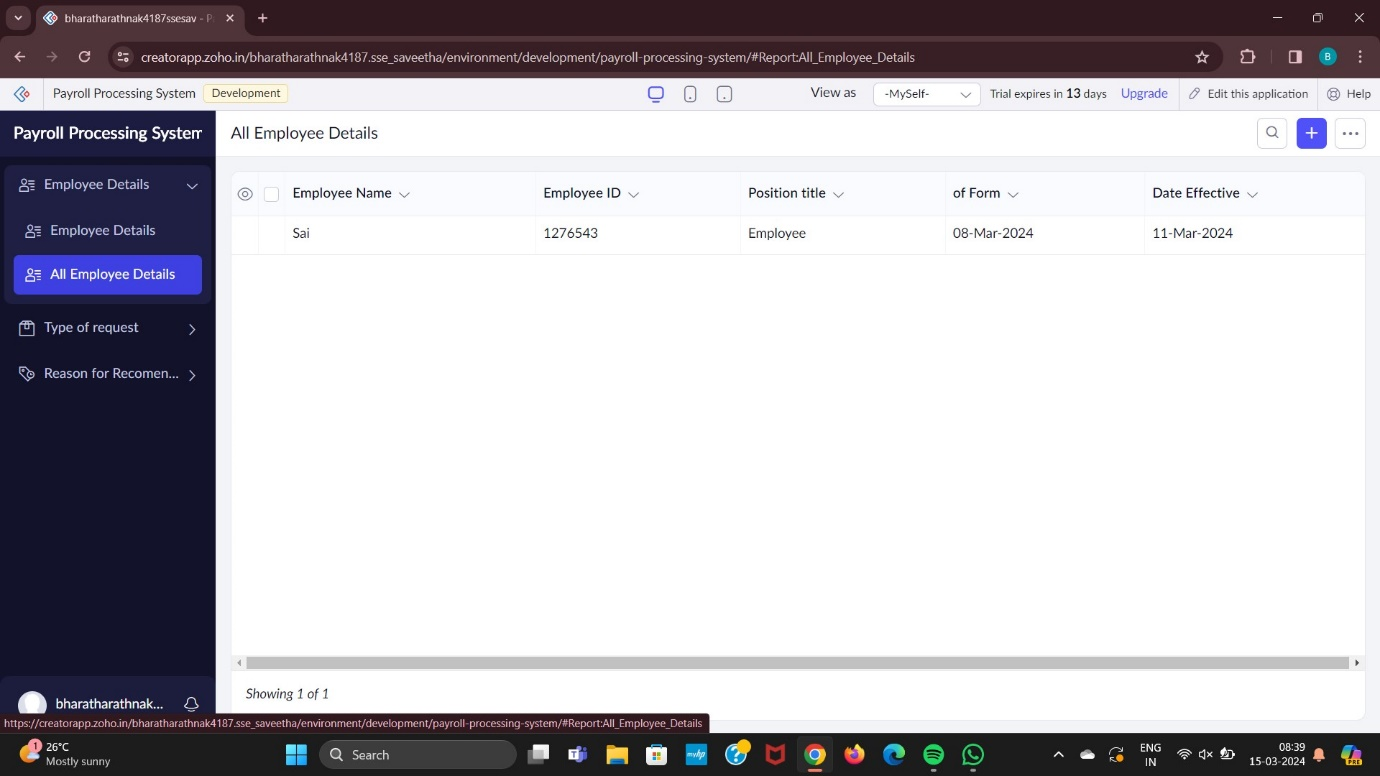 bharatharathnak4187ssesav - P
creatorapp.zoho.in/bharatharathnak4187.sse_saveetha/environment/development/payroll-processing-system/#Report:All_Employee_Details
B
Payroll Processing System Development View as -MySelf- Trial expires in 13 days Upgrade Edit this application Help
Payroll Processing System
All Employee Details
Employee Details
Employee Details
All Employee Details
Type of request
Reason for Recomen...
Employee Name Employee ID Position title of Form Date Effective
Sai 1276543 Employee 08-Mar-2024 11-Mar-2024
Showing 1 of 1
bharatharathnak...
https://creatorapp.zoho.in/bharatharathnak4187.sse_saveetha/environment/development/payroll-processing-system/#Report:All_Employee_Details
1
26°C
Mostly sunny
Search
myhp
ENG
IN
08:39
15-03-2024
PRE